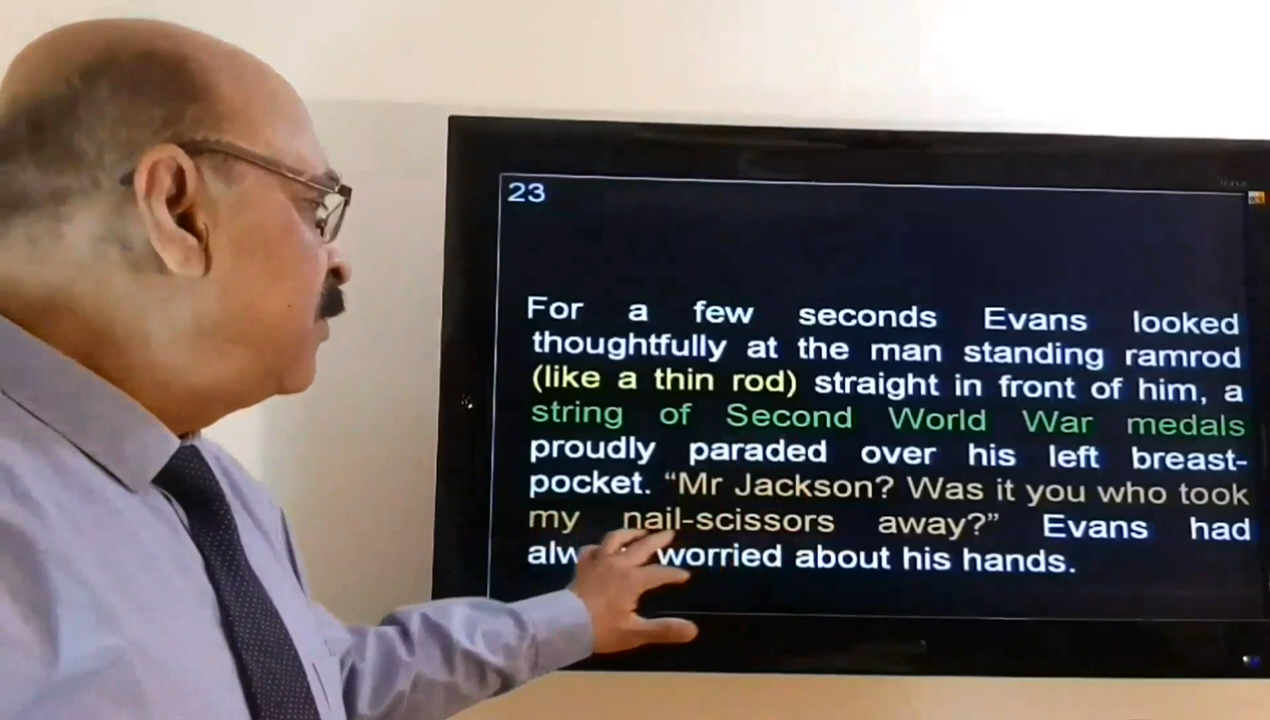 23
For a few seconds Evans looked
thoughtfully at the man standing ramrod
(like a thin rod) straight in front of him, a
string of Second World War medals
proudly paraded over his left breast-
pocket. “Mr Jackson? Was it you who took
my nail-scissors away?” Evans had
worried about his hands.